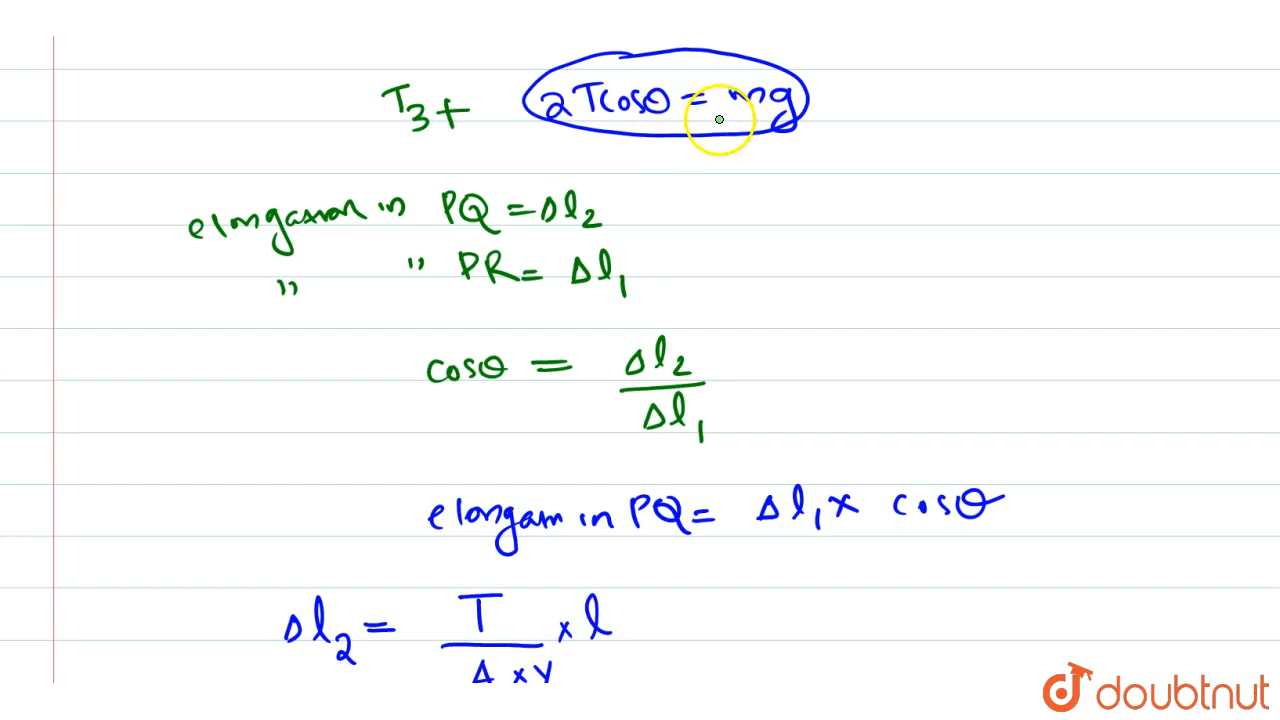 T3 + 2Tcosθ = mg
elongation in PQ = Δl2
" " PR = Δl1
cosθ = Δl2 / Δl1
elongam in PQ = Δl1 x cosθ
Δl2 = T / A x Y x l
doubtnut